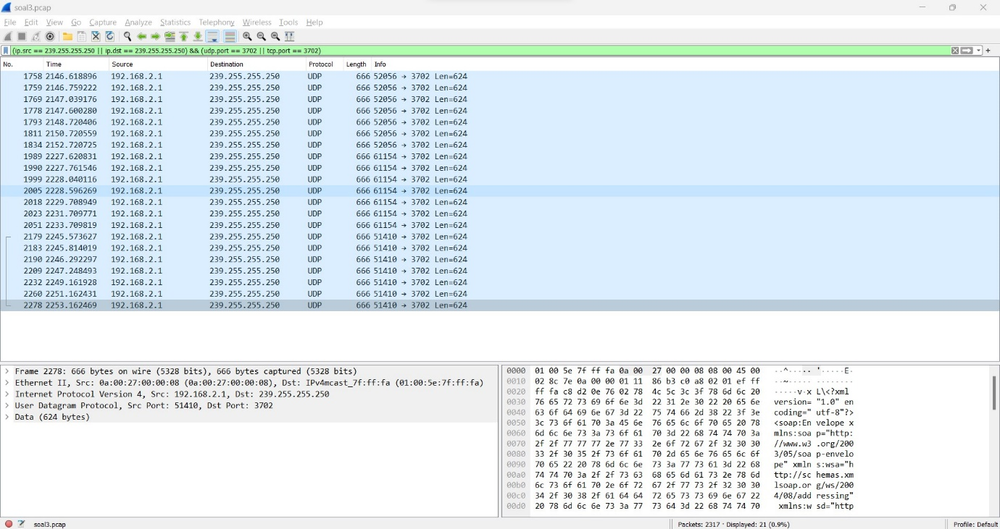 soal3.pcap
File Edit View Go Capture Analyze Statistics Telephony Wireless Tools Help
(ip.src == 239.255.255.250 || ip.dst == 239.255.255.250) && (udp.port == 3702 || tcp.port == 3702)
No. Time Source Destination Protocol Length Info
1758 2146.618896 192.168.2.1 239.255.255.250 UDP 666 52056 → 3702 Len=624
1759 2146.759222 192.168.2.1 239.255.255.250 UDP 666 52056 → 3702 Len=624
1769 2147.039176 192.168.2.1 239.255.255.250 UDP 666 52056 → 3702 Len=624
1778 2147.600280 192.168.2.1 239.255.255.250 UDP 666 52056 → 3702 Len=624
1793 2148.720406 192.168.2.1 239.255.255.250 UDP 666 52056 → 3702 Len=624
1811 2150.720559 192.168.2.1 239.255.255.250 UDP 666 52056 → 3702 Len=624
1834 2152.720725 192.168.2.1 239.255.255.250 UDP 666 52056 → 3702 Len=624
1989 2227.620831 192.168.2.1 239.255.255.250 UDP 666 61154 → 3702 Len=624
1990 2227.761546 192.168.2.1 239.255.255.250 UDP 666 61154 → 3702 Len=624
1999 2228.040116 192.168.2.1 239.255.255.250 UDP 666 61154 → 3702 Len=624
2005 2228.596269 192.168.2.1 239.255.255.250 UDP 666 61154 → 3702 Len=624
2018 2229.708949 192.168.2.1 239.255.255.250 UDP 666 61154 → 3702 Len=624
2023 2231.709771 192.168.2.1 239.255.255.250 UDP 666 61154 → 3702 Len=624
2051 2233.709819 192.168.2.1 239.255.255.250 UDP 666 61154 → 3702 Len=624
2179 2245.573627 192.168.2.1 239.255.255.250 UDP 666 51410 → 3702 Len=624
2183 2245.814019 192.168.2.1 239.255.255.250 UDP 666 51410 → 3702 Len=624
2190 2246.292297 192.168.2.1 239.255.255.250 UDP 666 51410 → 3702 Len=624
2209 2247.248493 192.168.2.1 239.255.255.250 UDP 666 51410 → 3702 Len=624
2232 2249.161928 192.168.2.1 239.255.255.250 UDP 666 51410 → 3702 Len=624
2260 2251.162431 192.168.2.1 239.255.255.250 UDP 666 51410 → 3702 Len=624
2278 2253.162469 192.168.2.1 239.255.255.250 UDP 666 51410 → 3702 Len=624
Frame 2278: 666 bytes on wire (5328 bits), 666 bytes captured (5328 bits)
Ethernet II, Src: 0a:00:27:00:00:08 (0a:00:27:00:00:08), Dst: IPv4mcast_7f:ff:fa (01:00:5e:7f:ff:fa)
Internet Protocol Version 4, Src: 192.168.2.1, Dst: 239.255.255.250
User Datagram Protocol, Src Port: 51410, Dst Port: 3702
Data (624 bytes)
0000 01 00 5e 7f ff fa 0a 00 27 00 00 08 08 00 45 00 ··^····· '·····E·
0010 02 8c 7e 0a 00 00 01 11 86 b3 c0 a8 02 01 ef ff ··~····· ········
0020 ff fa c8 d2 0e 76 02 78 4c 5c 3c 3f 78 6d 6c 20 ·····v·x L\<?xml
0030 76 65 72 73 69 6f 6e 3d 22 31 2e 30 22 20 65 6e version= "1.0" en
0040 63 6f 64 69 6e 67 3d 22 75 74 66 2d 38 22 3f 3e coding=" utf-8"?>
0050 3c 73 6f 61 70 3a 45 6e 76 65 6c 6f 70 65 20 78 <soap:En velope x
0060 6d 6c 6e 73 3a 73 6f 61 70 3d 22 68 74 74 70 3a mlns:soa p="http:
0070 2f 2f 77 77 77 2e 77 33 2e 6f 72 67 2f 32 30 30 //www.w3 .org/200
0080 33 2f 30 35 2f 73 6f 61 70 2d 65 6e 76 65 6c 6f 3/05/soa p-envelo
0090 70 65 22 20 78 6d 6c 6e 73 3a 77 73 61 3d 22 68 pe" xmln s:wsa="h
00a0 74 74 70 3a 2f 2f 73 63 68 65 6d 61 73 2e 78 6d ttp://sc hemas.xm
00b0 6c 73 6f 61 70 2e 6f 72 67 2f 77 73 2f 32 30 30 lsoap.or g/ws/200
00c0 34 2f 30 38 2f 61 64 64 72 65 73 73 69 6e 67 22 4/08/add ressing"
00d0 20 78 6d 6c 6e 73 3a 77 73 64 3d 22 68 74 74 70 xmlns:w sd="http
soal3.pcap Packets: 2317 · Displayed: 21 (0.9%) Profile: Default